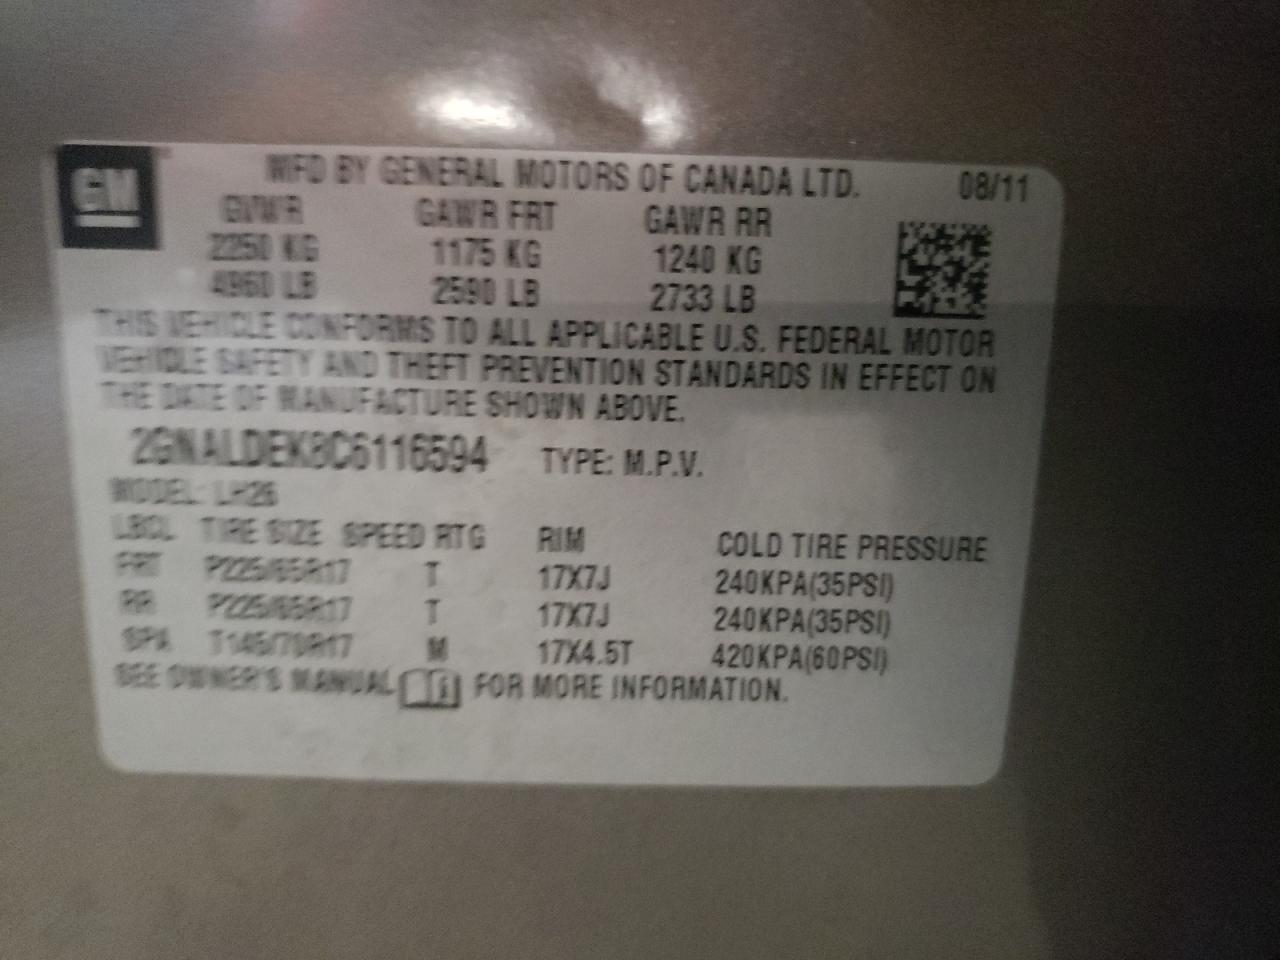 GM
MFD BY GENERAL MOTORS OF CANADA LTD. 08/11
GVWR GAWR FRT GAWR RR
2250 KG 1175 KG 1240 KG
4960 LB 2590 LB 2733 LB
THIS VEHICLE CONFORMS TO ALL APPLICABLE U.S. FEDERAL MOTOR
VEHICLE SAFETY AND THEFT PREVENTION STANDARDS IN EFFECT ON
THE DATE OF MANUFACTURE SHOWN ABOVE.
2GNALDEK8C6116594 TYPE: M.P.V.
MODEL: LH26
LBCL TIRE SIZE SPEED RTG RIM COLD TIRE PRESSURE
FRT P225/65R17 T 17X7J 240KPA(35PSI)
RR P225/65R17 T 17X7J 240KPA(35PSI)
SPA T145/70R17 M 17X4.5T 420KPA(60PSI)
SEE OWNER'S MANUAL FOR MORE INFORMATION.